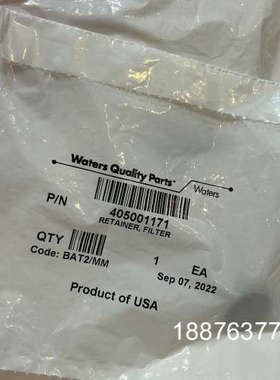 Waters Quality Parts™
Waters
P/N
405001171
RETAINER, FILTER
QTY
1 EA
Code: BAT2/MM
Sep 07, 2022
Product of USA
18876377